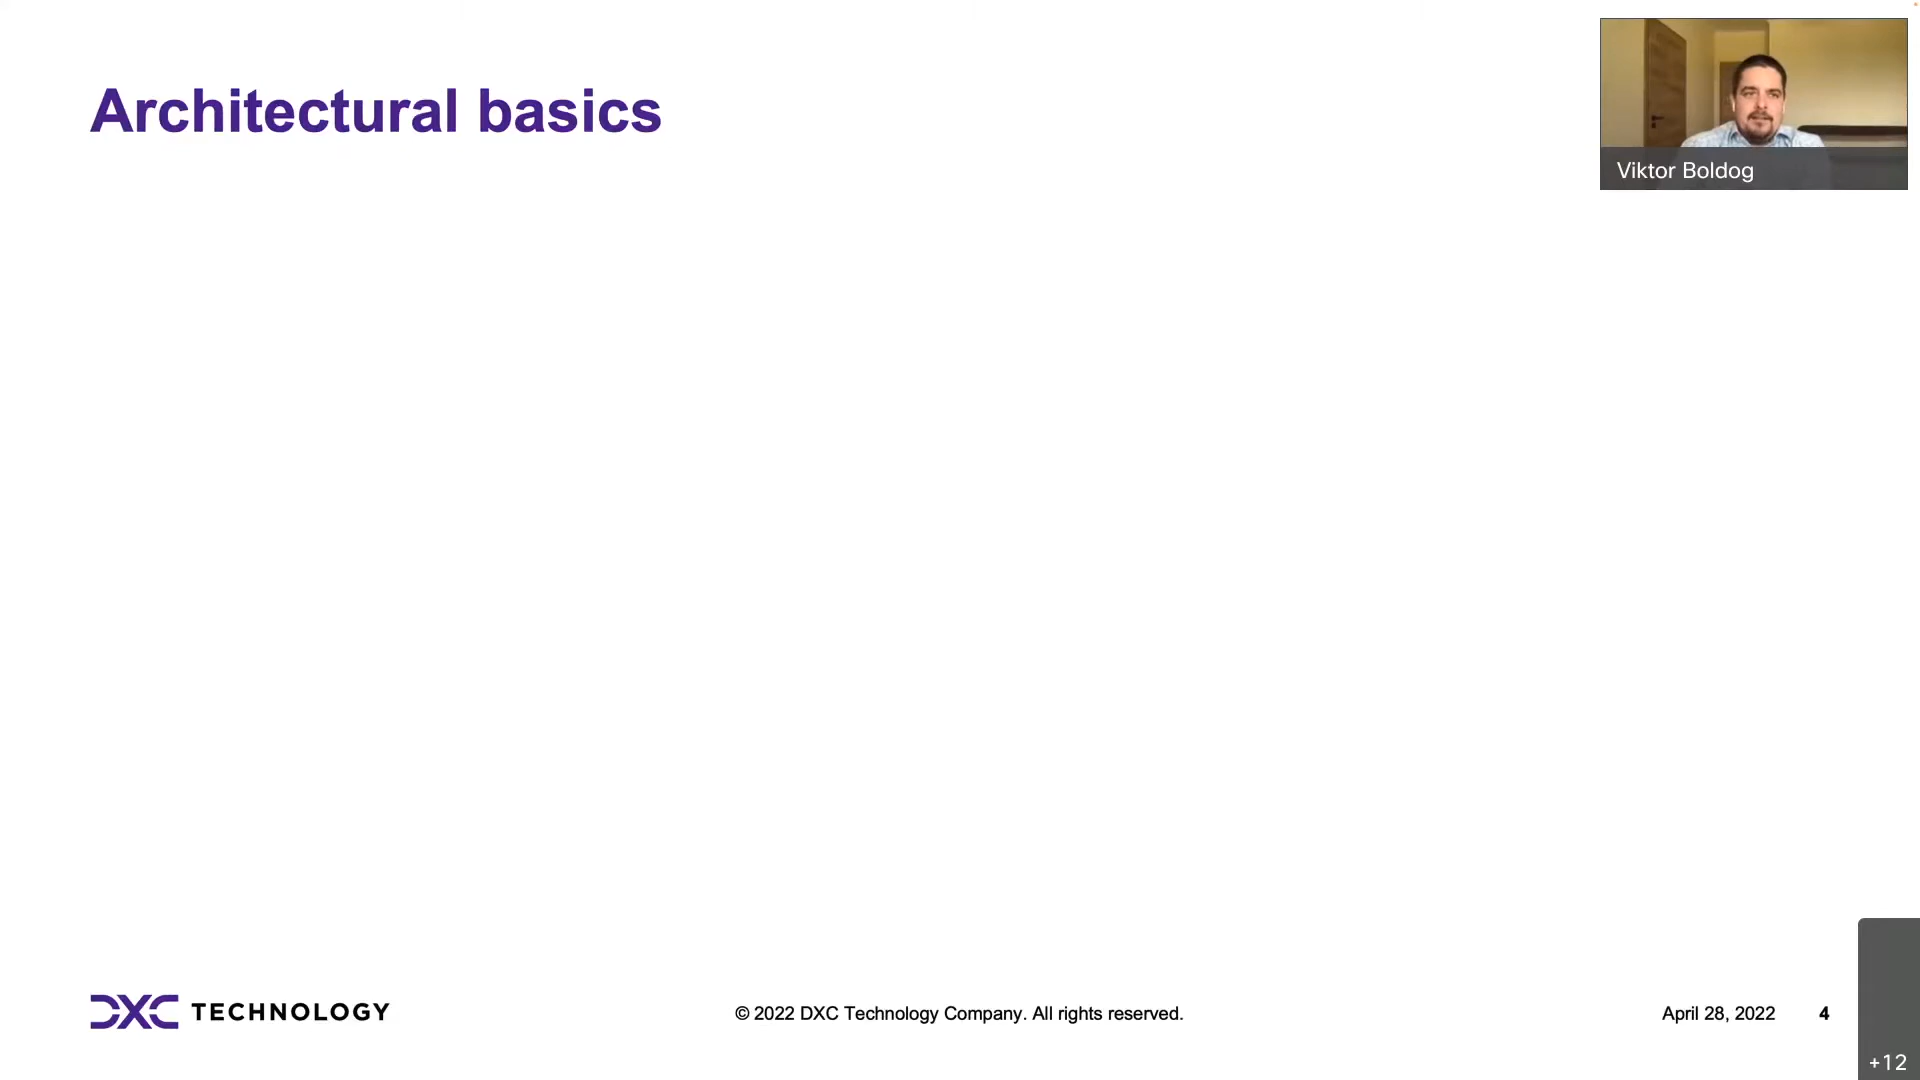 Architectural basics
Viktor Boldog
DXC TECHNOLOGY
© 2022 DXC Technology Company. All rights reserved.
April 28, 2022
4
+12